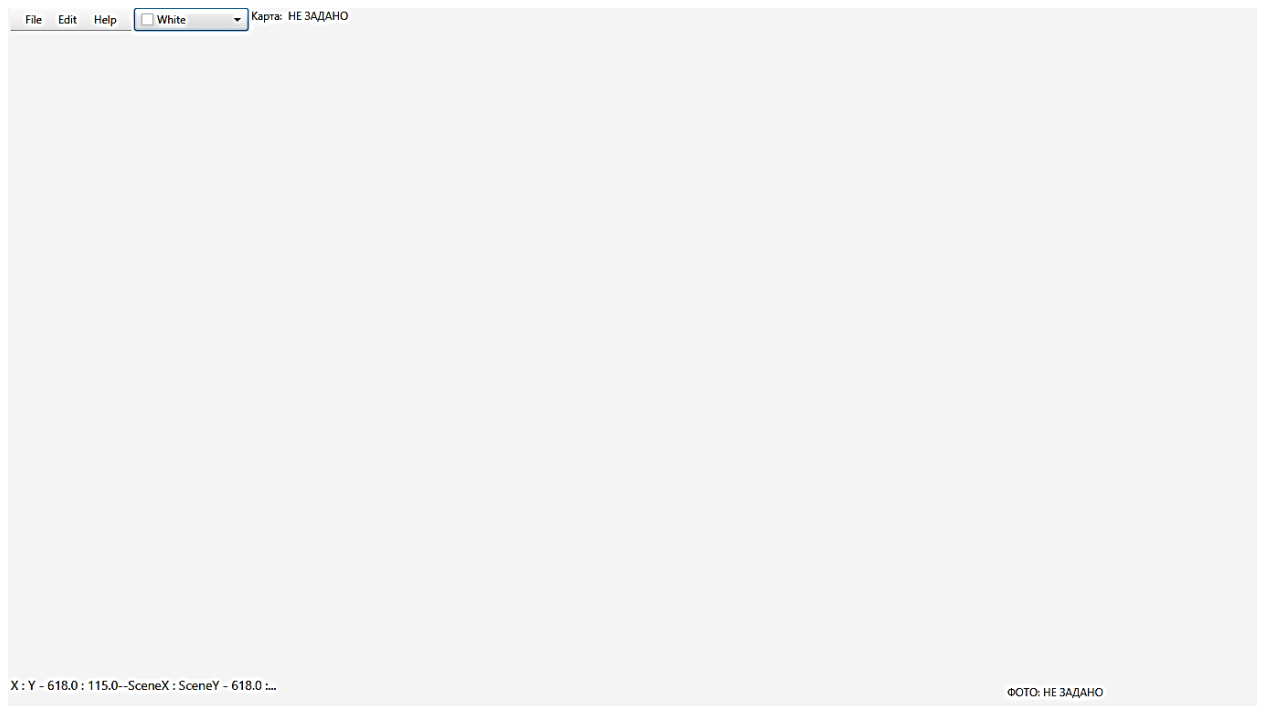 File Edit Help White Карта: НЕ ЗАДАНО
X : Y - 618.0 : 115.0--SceneX : SceneY - 618.0 :...
ФОТО: НЕ ЗАДАНО